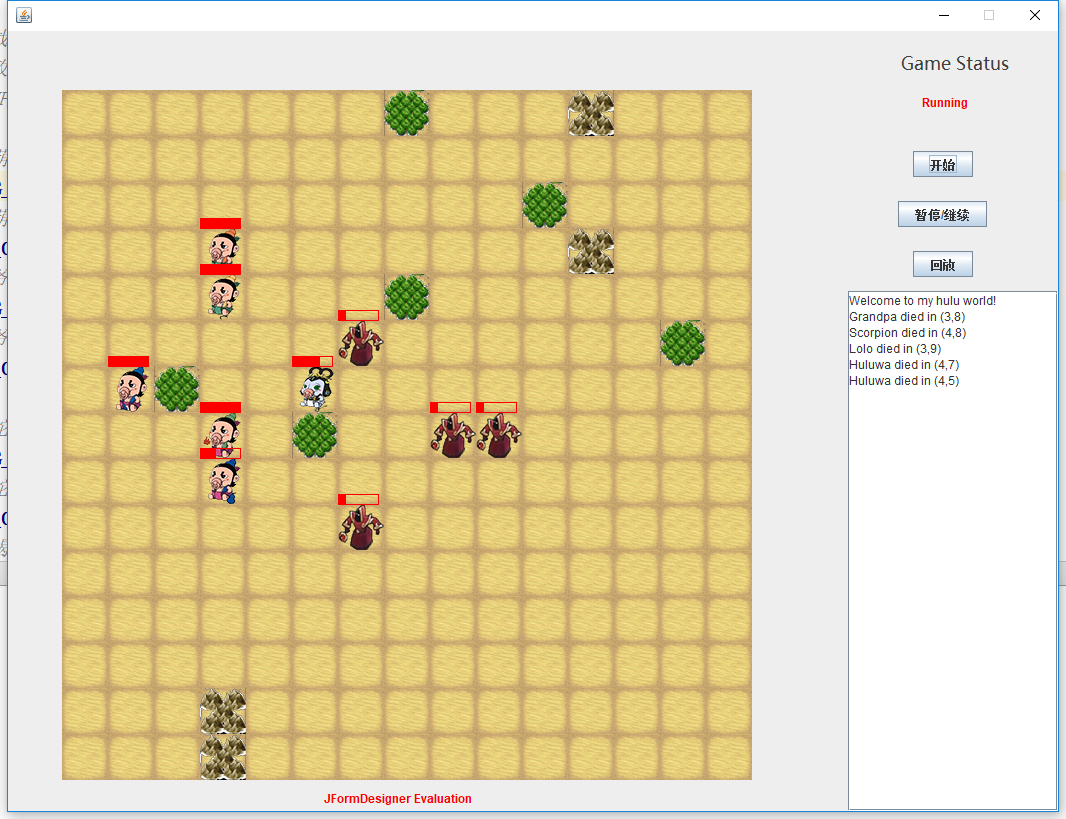 Game Status
Running
开始
暂停/继续
回放
Welcome to my hulu world!
Grandpa died in (3,8)
Scorpion died in (4,8)
Lolo died in (3,9)
Huluwa died in (4,7)
Huluwa died in (4,5)
JFormDesigner Evaluation